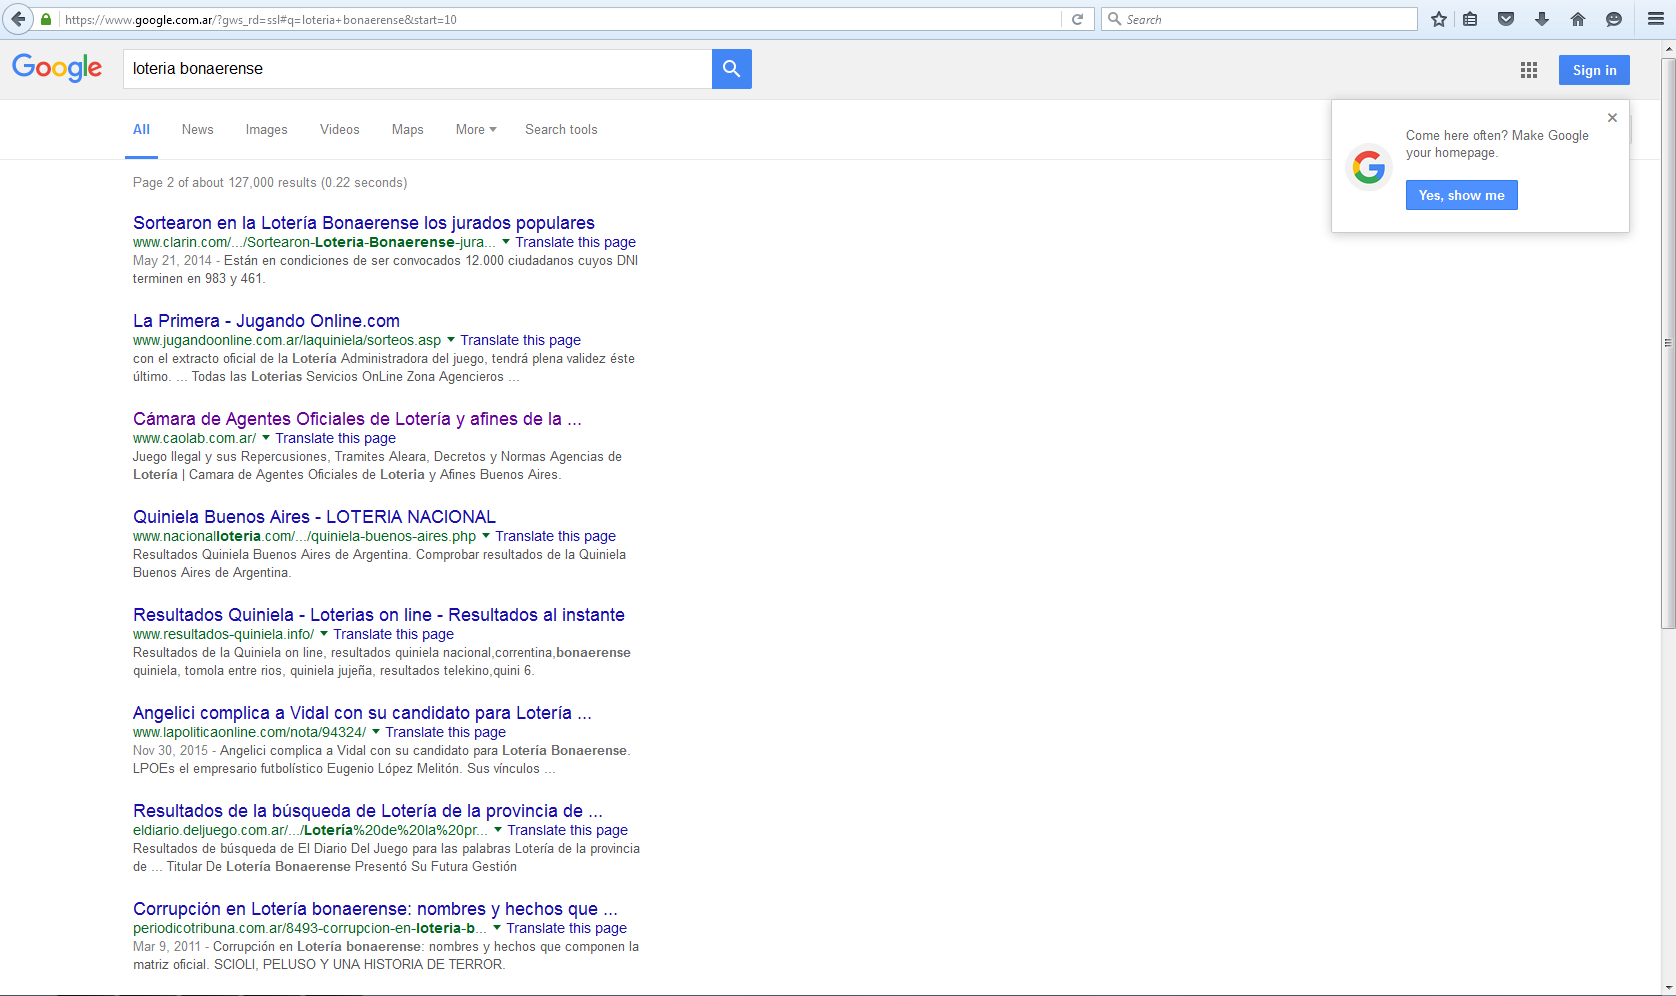 https://www.google.com.ar/?gws_rd=ssl#q=loteria+bonaerense&start=10
Search
Google
loteria bonaerense
Sign in
All News Images Videos Maps More Search tools
Come here often? Make Google
your homepage.
Yes, show me
Page 2 of about 127,000 results (0.22 seconds)
Sortearon en la Lotería Bonaerense los jurados populares
www.clarin.com/.../Sortearon-Loteria-Bonaerense-jura... Translate this page
May 21, 2014 - Están en condiciones de ser convocados 12.000 ciudadanos cuyos DNI
terminen en 983 y 461.
La Primera - Jugando Online.com
www.jugandoonline.com.ar/laquiniela/sorteos.asp Translate this page
con el extracto oficial de la Lotería Administradora del juego, tendrá plena validez éste
último. ... Todas las Loterias Servicios OnLine Zona Agencieros ...
Cámara de Agentes Oficiales de Lotería y afines de la ...
www.caolab.com.ar/ Translate this page
Juego Ilegal y sus Repercusiones, Tramites Aleara, Decretos y Normas Agencias de
Lotería | Camara de Agentes Oficiales de Loteria y Afines Buenos Aires.
Quiniela Buenos Aires - LOTERIA NACIONAL
www.nacionalloteria.com/.../quiniela-buenos-aires.php Translate this page
Resultados Quiniela Buenos Aires de Argentina. Comprobar resultados de la Quiniela
Buenos Aires de Argentina.
Resultados Quiniela - Loterias on line - Resultados al instante
www.resultados-quiniela.info/ Translate this page
Resultados de la Quiniela on line, resultados quiniela nacional,correntina,bonaerense
quiniela, tomola entre rios, quiniela jujeña, resultados telekino,quini 6.
Angelici complica a Vidal con su candidato para Lotería ...
www.lapoliticaonline.com/nota/94324/ Translate this page
Nov 30, 2015 - Angelici complica a Vidal con su candidato para Lotería Bonaerense.
LPOEs el empresario futbolístico Eugenio López Melitón. Sus vínculos ...
Resultados de la búsqueda de Lotería de la provincia de ...
eldiario.deljuego.com.ar/.../Lotería%20de%20la%20pr... Translate this page
Resultados de búsqueda de El Diario Del Juego para las palabras Lotería de la provincia
de ... Titular De Lotería Bonaerense Presentó Su Futura Gestión
Corrupción en Lotería bonaerense: nombres y hechos que ...
periodicotribuna.com.ar/8493-corrupcion-en-loteria-b... Translate this page
Mar 9, 2011 - Corrupción en Lotería bonaerense: nombres y hechos que componen la
matriz oficial. SCIOLI, PELUSO Y UNA HISTORIA DE TERROR.